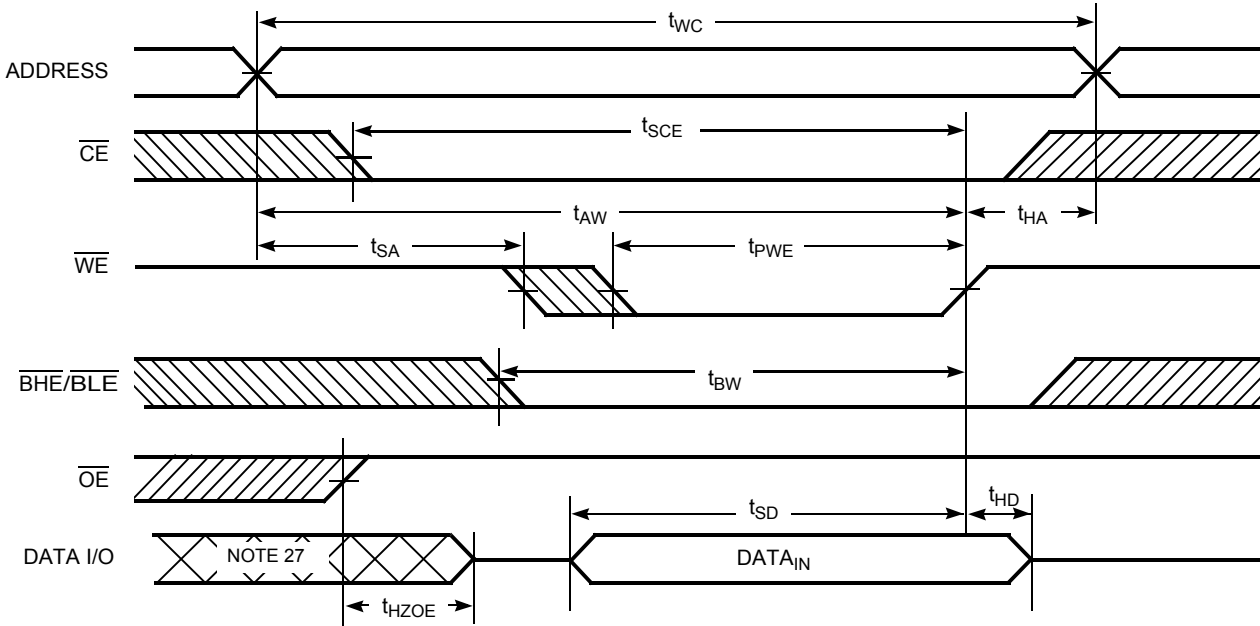 tWC
ADDRESS
tSCE
CE
tAW
tHA
tSA
tPWE
WE
BHE/BLE
tBW
OE
tSD
tHD
DATA I/O
NOTE 27
DATAIN
tHZOE